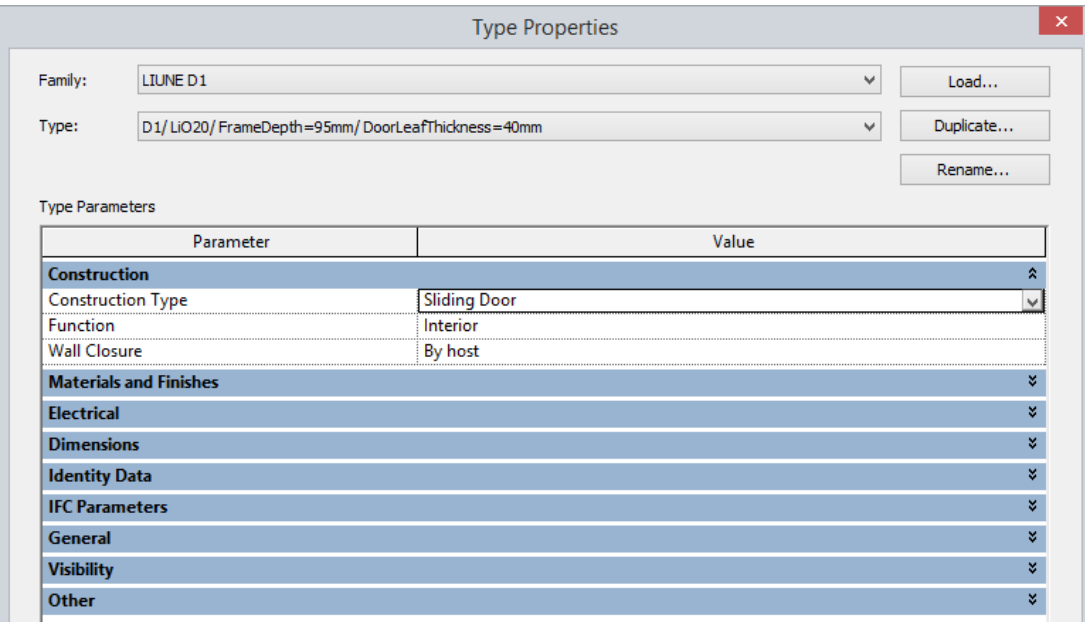 Type Properties
Family: LIUNE D1 Load...
Type: D1/ LiO20/ FrameDepth=95mm/ DoorLeafThickness=40mm Duplicate...
Rename...
Type Parameters
Parameter Value
Construction
Construction Type Sliding Door
Function Interior
Wall Closure By host
Materials and Finishes
Electrical
Dimensions
Identity Data
IFC Parameters
General
Visibility
Other